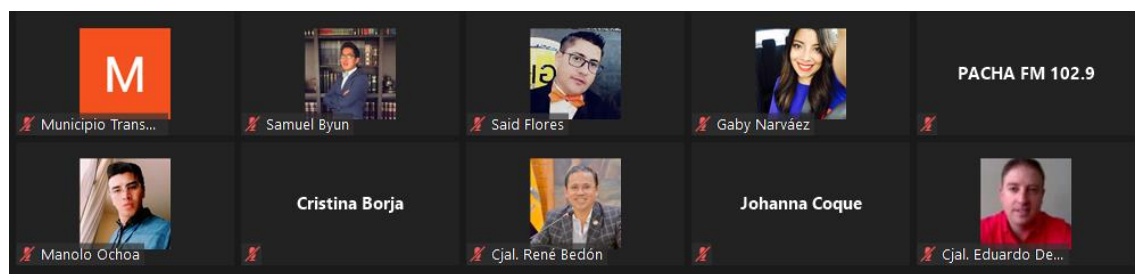 M
Municipio Trans...
Samuel Byun
Said Flores
Gaby Narváez
PACHA FM 102.9
Manolo Ochoa
Cristina Borja
Cjal. René Bedón
Johanna Coque
Cjal. Eduardo De...